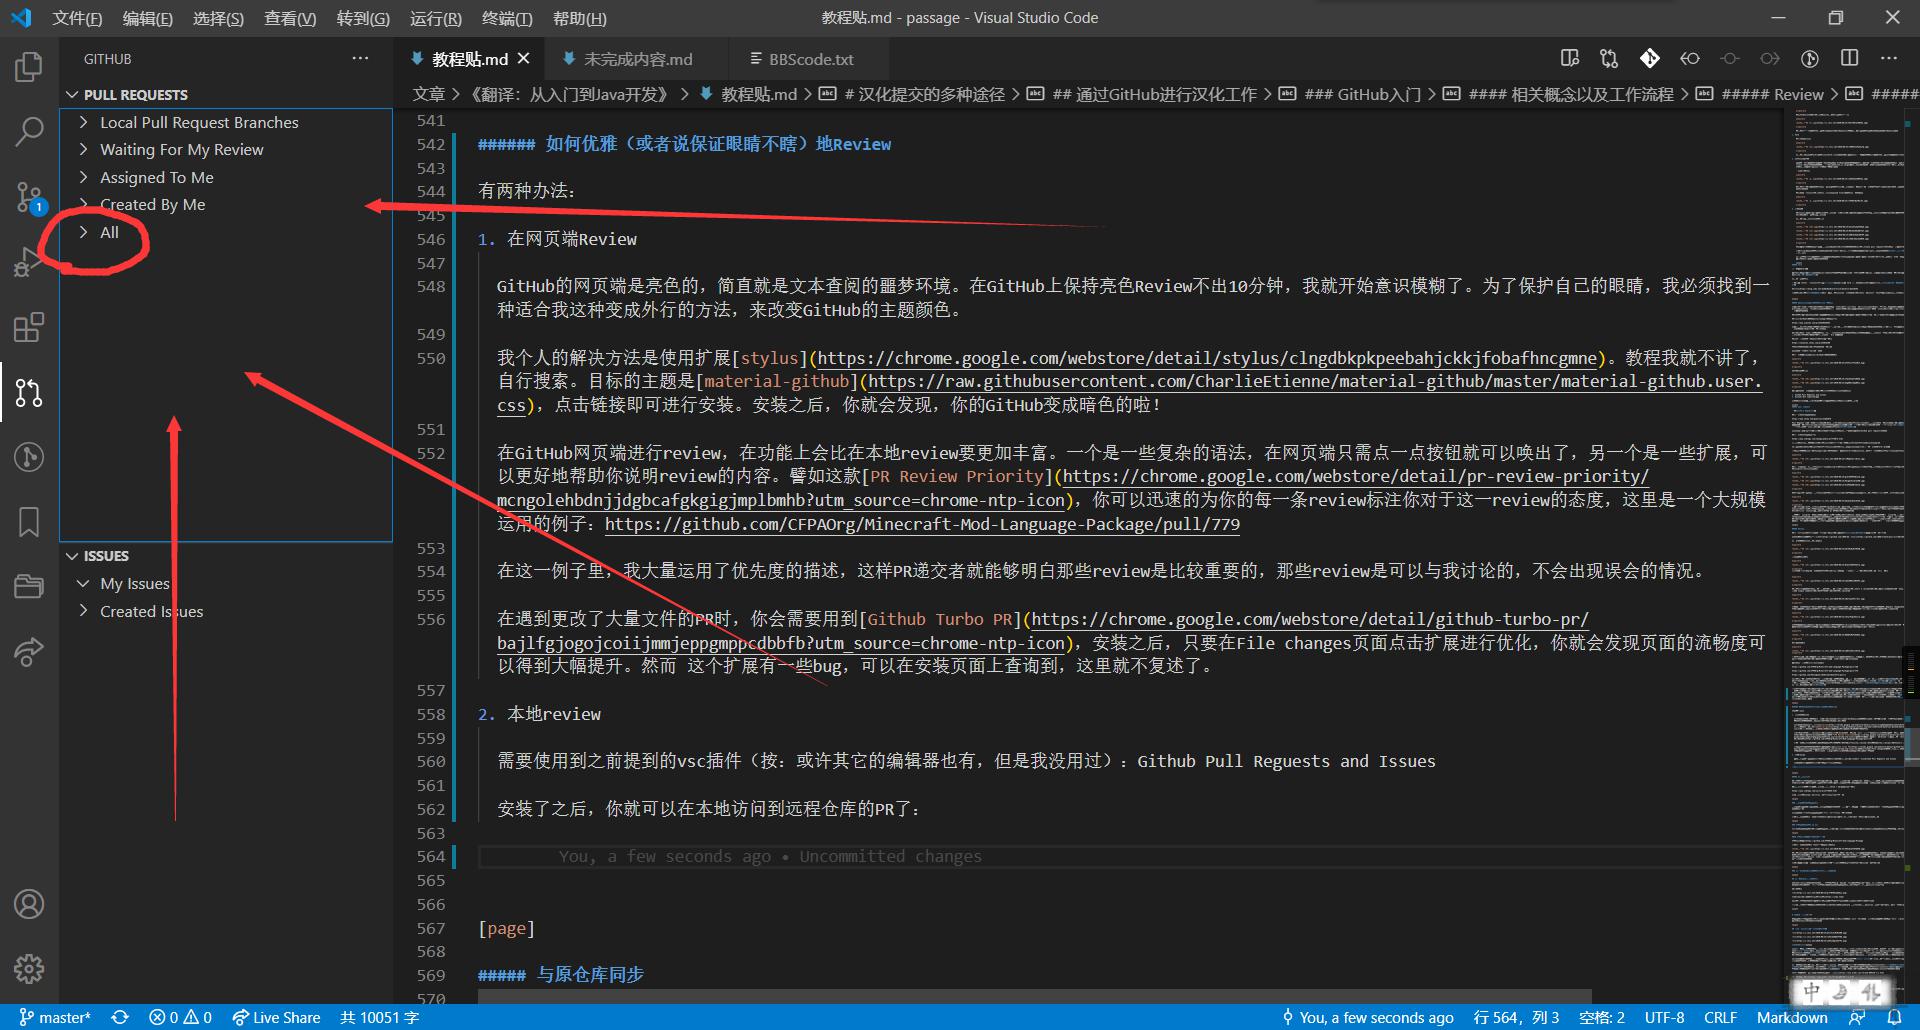 文件(F) 编辑(E) 选择(S) 查看(V) 转到(G) 运行(R) 终端(T) 帮助(H)
教程贴.md - passage - Visual Studio Code
GITHUB
教程贴.md
未完成内容.md
BBScode.txt
PULL REQUESTS
文章 > 《翻译：从入门到Java开发》 > 教程贴.md > # 汉化提交的多种途径 > ## 通过GitHub进行汉化工作 > ### GitHub入门 > #### 相关概念以及工作流程 > ##### Review > #####
Local Pull Request Branches
Waiting For My Review
Assigned To Me
Created By Me
All
1
ISSUES
My Issues
Created Issues
541
542 ###### 如何优雅（或者说保证眼睛不瞎）地Review
543
544 有两种办法：
545
546 1. 在网页端Review
547
548 GitHub的网页端是亮色的，简直就是文本查阅的噩梦环境。在GitHub上保持亮色Review不出10分钟，我就开始意识模糊了。为了保护自己的眼睛，我必须找到一
种适合我这种变成外行的方法，来改变GitHub的主题颜色。
549
550 我个人的解决方法是使用扩展[stylus](https://chrome.google.com/webstore/detail/stylus/clngdbkpkpeebahjckkjfobafhncgmne)。教程我就不讲了，
自行搜素。目标的主题是[material-github](https://raw.githubusercontent.com/CharlieEtienne/material-github/master/material-github.user.
css)，点击链接即可进行安装。安装之后，你就会发现，你的GitHub变成暗色的啦！
551
552 在GitHub网页端进行review，在功能上会比在本地review要更加丰富。一个是一些复杂的语法，在网页端只需点一点按钮就可以唤出了，另一个是一些扩展，可
以更好地帮助你说明review的内容。譬如这款[PR Review Priority](https://chrome.google.com/webstore/detail/pr-review-priority/
mcngolehbdnjjdgbcafgkgigjmplbmhb?utm_source=chrome-ntp-icon)，你可以迅速的为你的每一条review标注你对于这一review的态度，这里是一个大规模
运用的例子：https://github.com/CFPAOrg/Minecraft-Mod-Language-Package/pull/779
553
554 在这一例子里，我大量运用了优先度的描述，这样PR递交者就能够明白那些review是比较重要的，那些review是可以与我讨论的，不会出现误会的情况。
555
556 在遇到更改了大量文件的PR时，你会需要用到[Github Turbo PR](https://chrome.google.com/webstore/detail/github-turbo-pr/
bajlfgjogojcoiijmmjeppgmppcdbbfb?utm_source=chrome-ntp-icon)，安装之后，只要在File changes页面点击扩展进行优化，你就会发现页面的流畅度可
以得到大幅提升。然而 这个扩展有一些bug，可以在安装页面上查询到，这里就不复述了。
557
558 2. 本地review
559
560 需要使用到之前提到的vsc插件（按：或许其它的编辑器也有，但是我没用过）：Github Pull Reguests and Issues
561
562 安装了之后，你就可以在本地访问到远程仓库的PR了：
563
564 You, a few seconds ago • Uncommitted changes
565
566
567 [page]
568
569 ##### 与原仓库同步
570
中
master* 0 0 Live Share 共 10051 字
You, a few seconds ago 行 564，列 3 空格: 2 UTF-8 CRLF Markdown